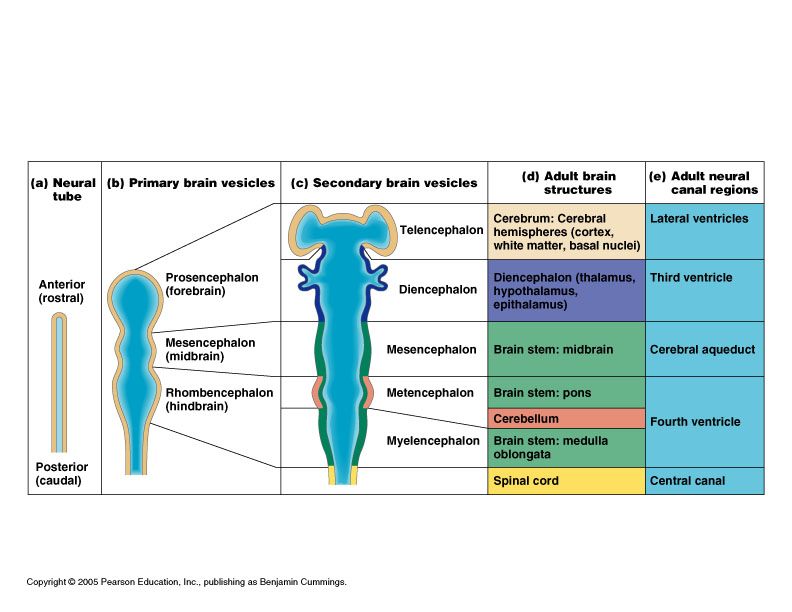 (a) Neural
tube
(b) Primary brain vesicles
(c) Secondary brain vesicles
(d) Adult brain
structures
(e) Adult neural
canal regions
Anterior
(rostral)
Posterior
(caudal)
Prosencephalon
(forebrain)
Mesencephalon
(midbrain)
Rhombencephalon
(hindbrain)
Telencephalon
Diencephalon
Mesencephalon
Metencephalon
Myelencephalon
Cerebrum: Cerebral
hemispheres (cortex,
white matter, basal nuclei)
Diencephalon (thalamus,
hypothalamus,
epithalamus)
Brain stem: midbrain
Brain stem: pons
Cerebellum
Brain stem: medulla
oblongata
Spinal cord
Lateral ventricles
Third ventricle
Cerebral aqueduct
Fourth ventricle
Central canal
Copyright © 2005 Pearson Education, Inc., publishing as Benjamin Cummings.